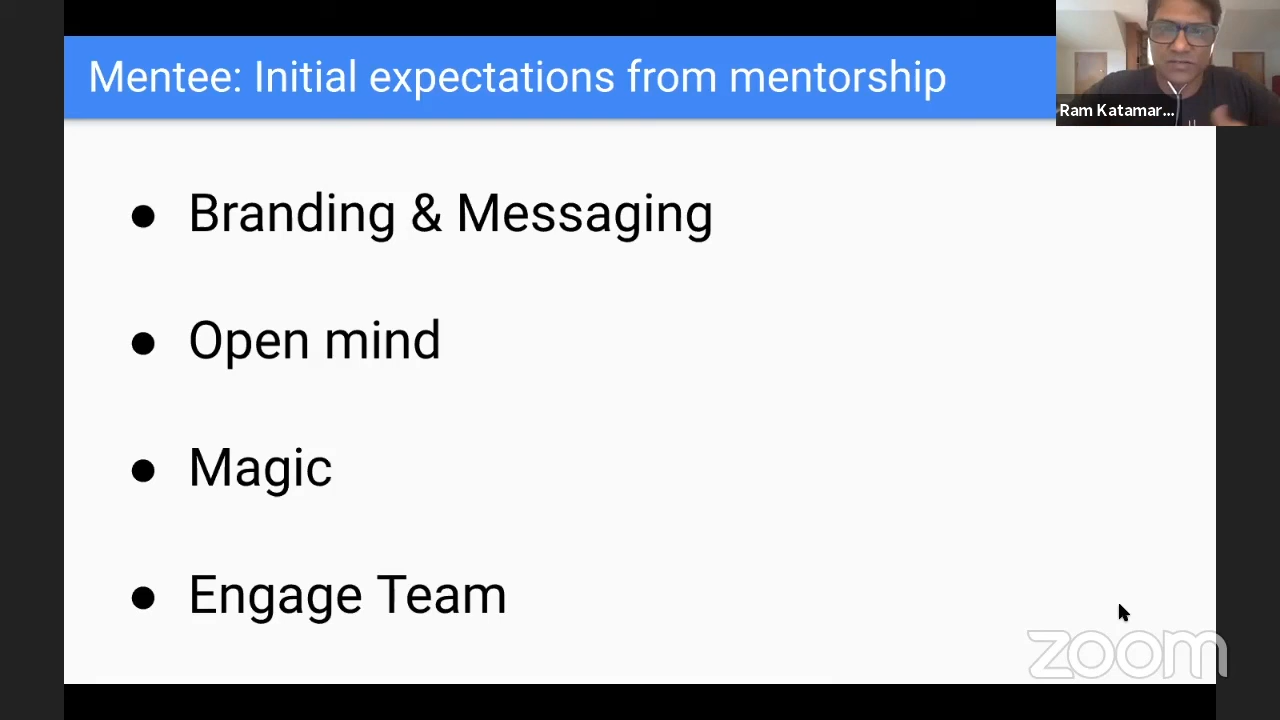 Mentee: Initial expectations from mentorship
Ram Katamar...
● Branding & Messaging
● Open mind
● Magic
● Engage Team
zoom